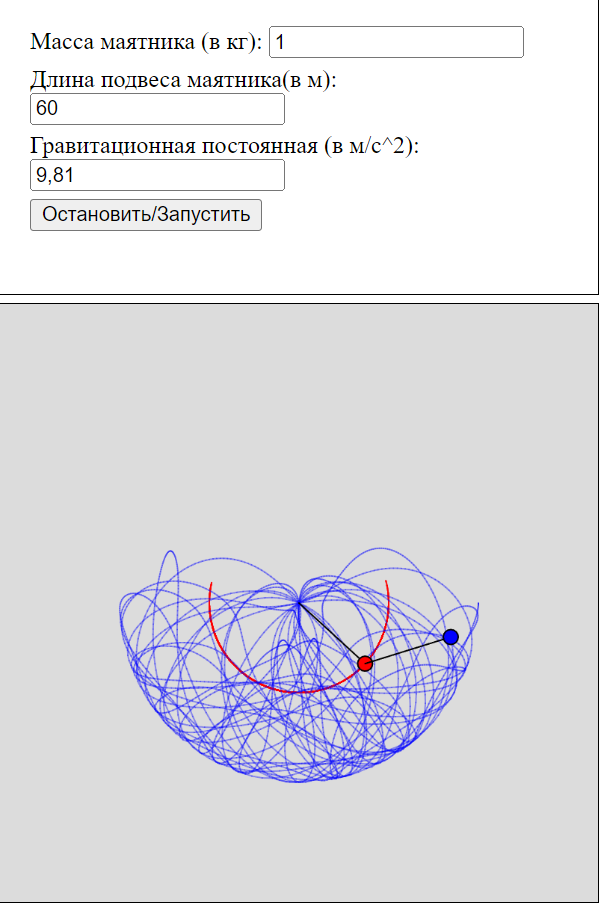 Масса маятника (в кг): 1
Длина подвеса маятника(в м):
60
Гравитационная постоянная (в м/с^2):
9,81
Остановить/Запустить